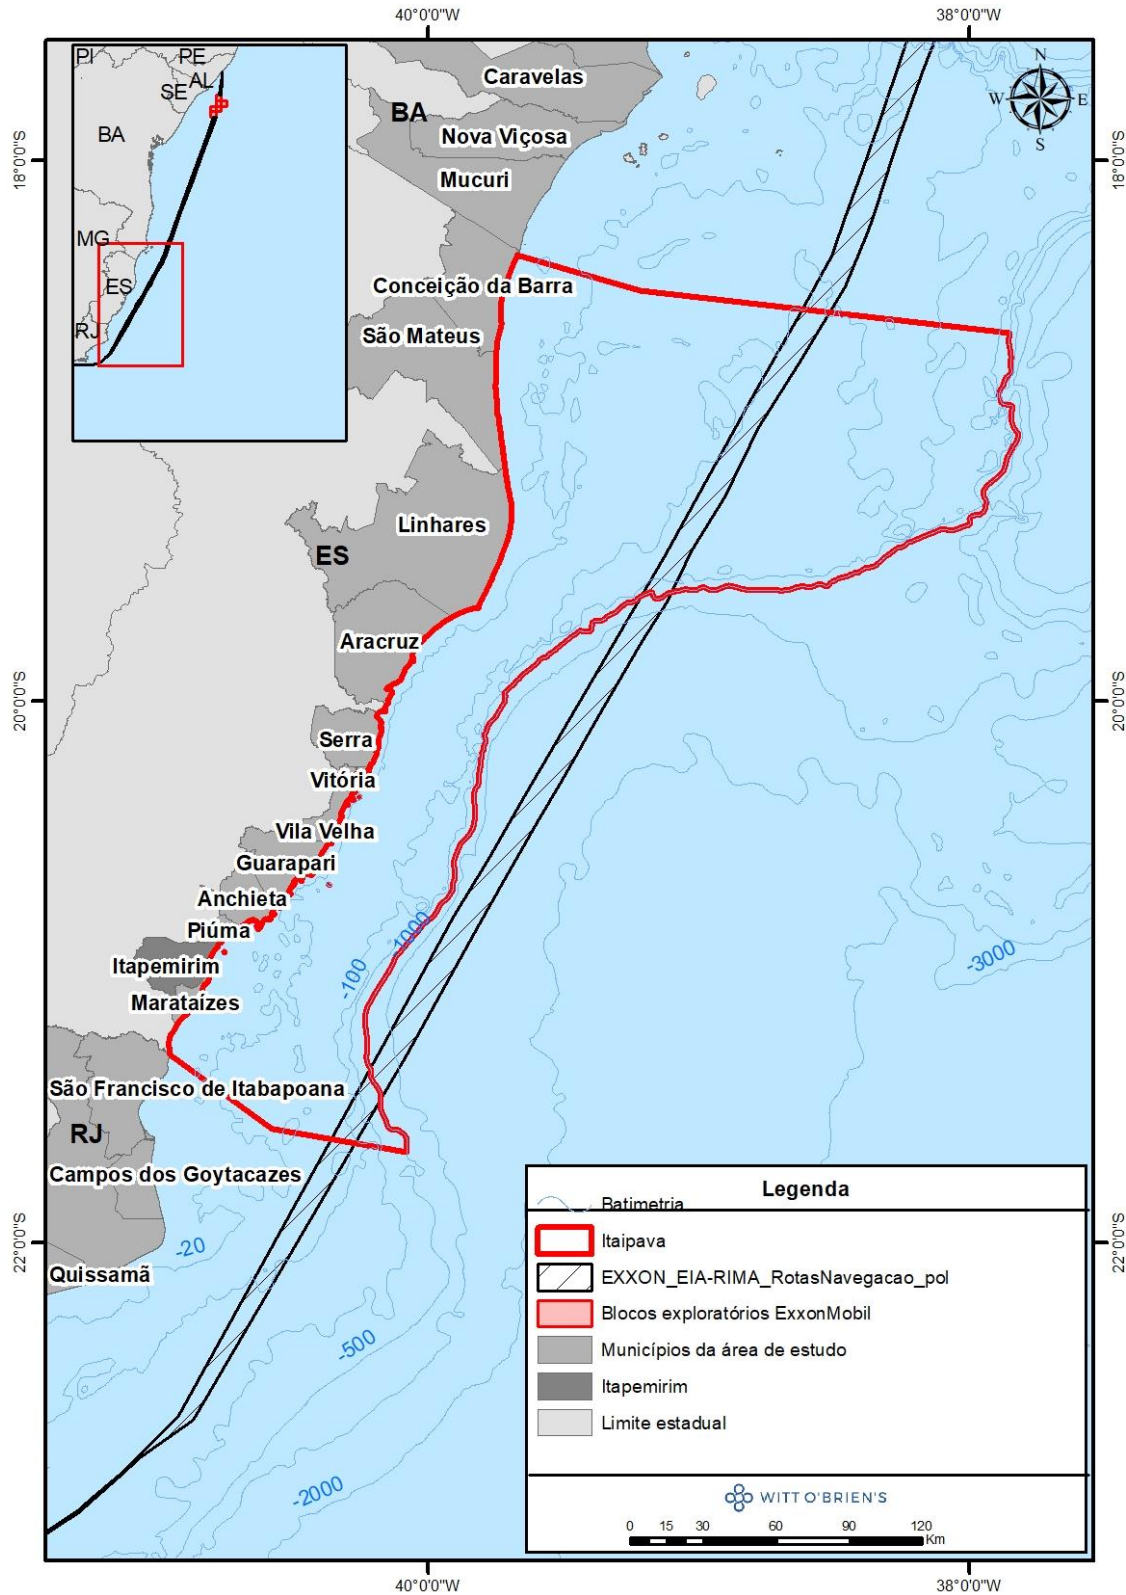 40°0'0"W
38°0'0"W
PI
PE
AL
SE
BA
MG
ES
RJ
N
W
E
S
18°0'0"S
18°0'0"S
Caravelas
BA
Nova Viçosa
Mucuri
Conceição da Barra
São Mateus
Linhares
ES
Aracruz
20°0'0"S
20°0'0"S
Serra
Vitória
Vila Velha
Guarapari
Anchieta
Piúma
Itapemirim
Marataízes
-100
-1000
-3000
São Francisco de Itabapoana
RJ
Campos dos Goytacazes
-20
Quissamã
22°0'0"S
22°0'0"S
-500
-2000
Legenda
Batimetria
Itaipava
EXXON_EIA-RIMA_RotasNavegacao_pol
Blocos exploratórios ExxonMobil
Municípios da área de estudo
Itapemirim
Limite estadual
WITT O'BRIEN'S
0 15 30 60 90 120
Km
40°0'0"W
38°0'0"W